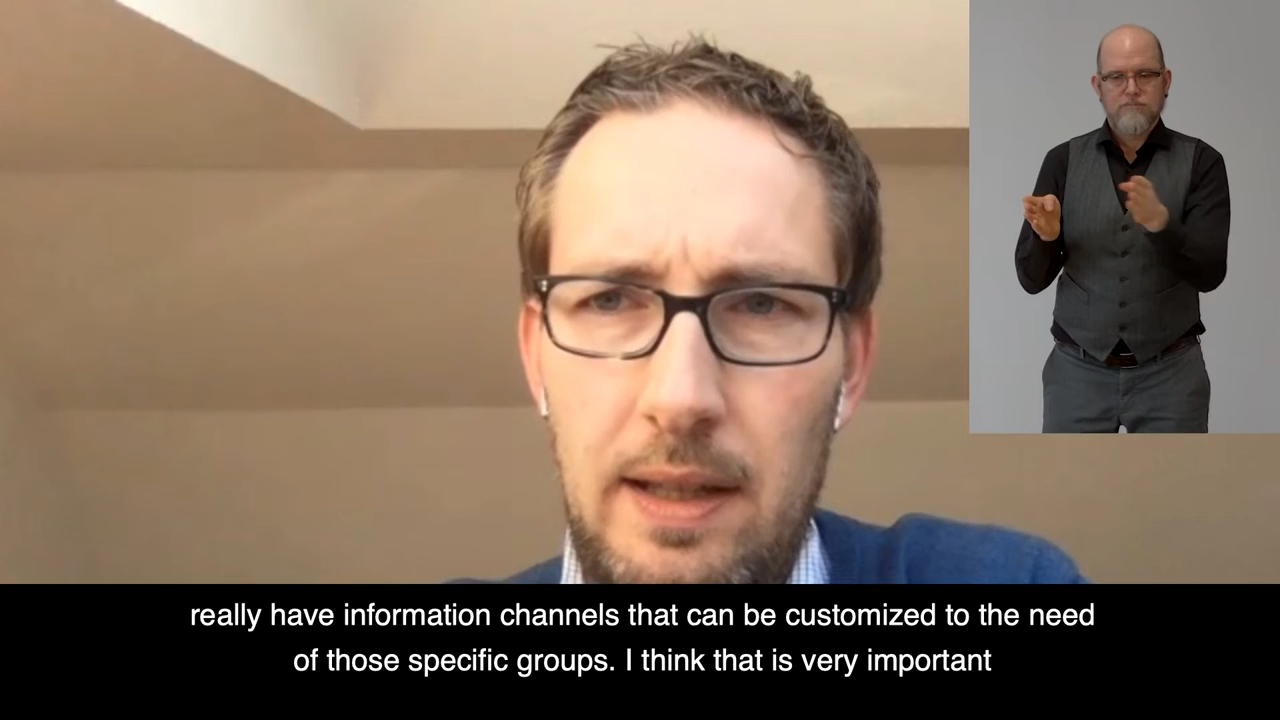 really have information channels that can be customized to the need
of those specific groups. I think that is very important